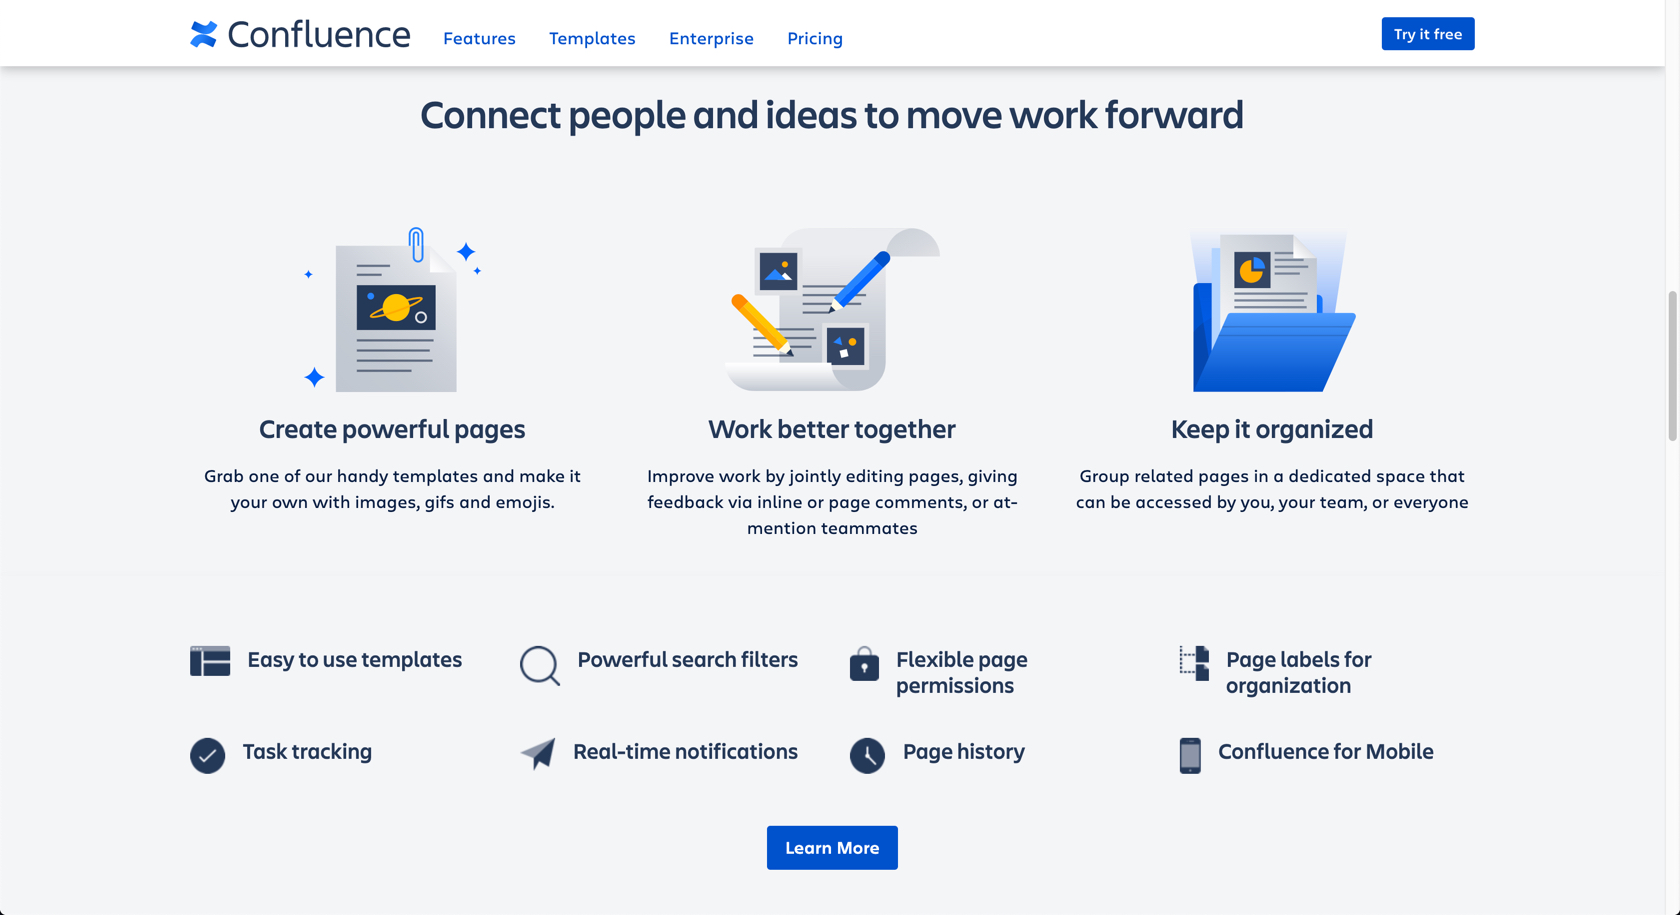 Confluence
Features
Templates
Enterprise
Pricing
Try it free
Connect people and ideas to move work forward
Create powerful pages
Grab one of our handy templates and make it
your own with images, gifs and emojis.
Work better together
Improve work by jointly editing pages, giving
feedback via inline or page comments, or at-
mention teammates
Keep it organized
Group related pages in a dedicated space that
can be accessed by you, your team, or everyone
Easy to use templates
Powerful search filters
Flexible page
permissions
Page labels for
organization
Task tracking
Real-time notifications
Page history
Confluence for Mobile
Learn More